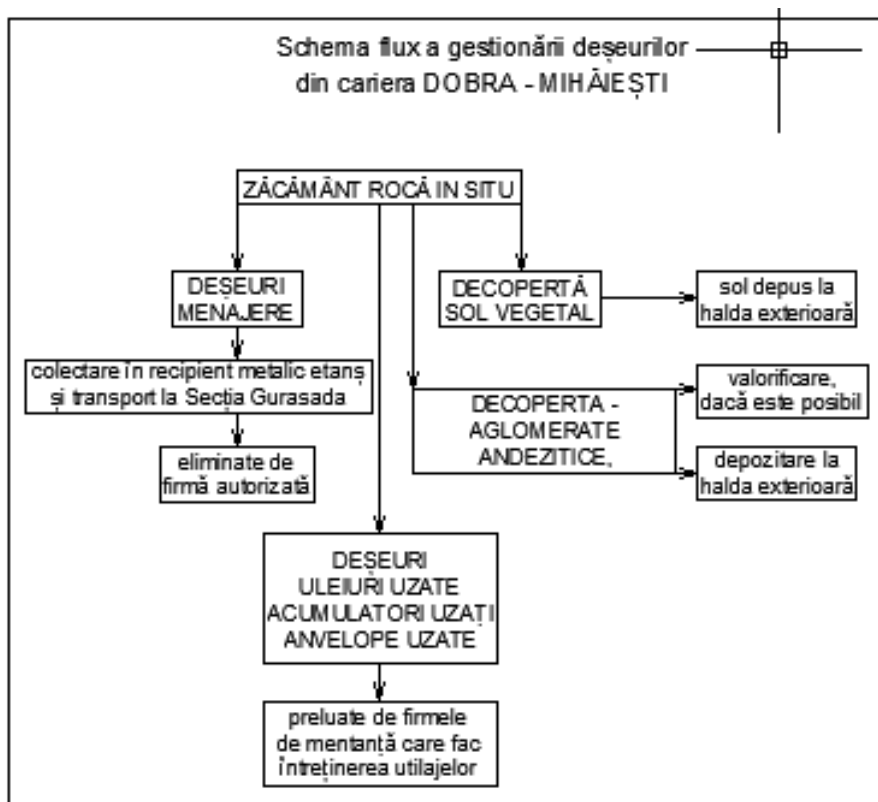 Schema flux a gestionării deșeurilor
din cariera DOBRA - MIHĂIEȘTI
ZĂCĂMÂNT ROCĂ IN SITU
DEȘEURI
MENAJERE
colectare în recipient metalic etanș
și transport la Secția Gurasada
eliminate de
firmă autorizată
DECOPERTĂ
SOL VEGETAL
sol depus la
halda exterioară
DECOPERTA -
AGLOMERATE
ANDEZITICE,
valorificare,
dacă este posibil
depozitare la
halda exterioară
DEȘEURI
ULEIURI UZATE
ACUMULATORI UZAȚI
ANVELOPE UZATE
preluate de firmele
de mentanță care fac
întreținerea utilajelor